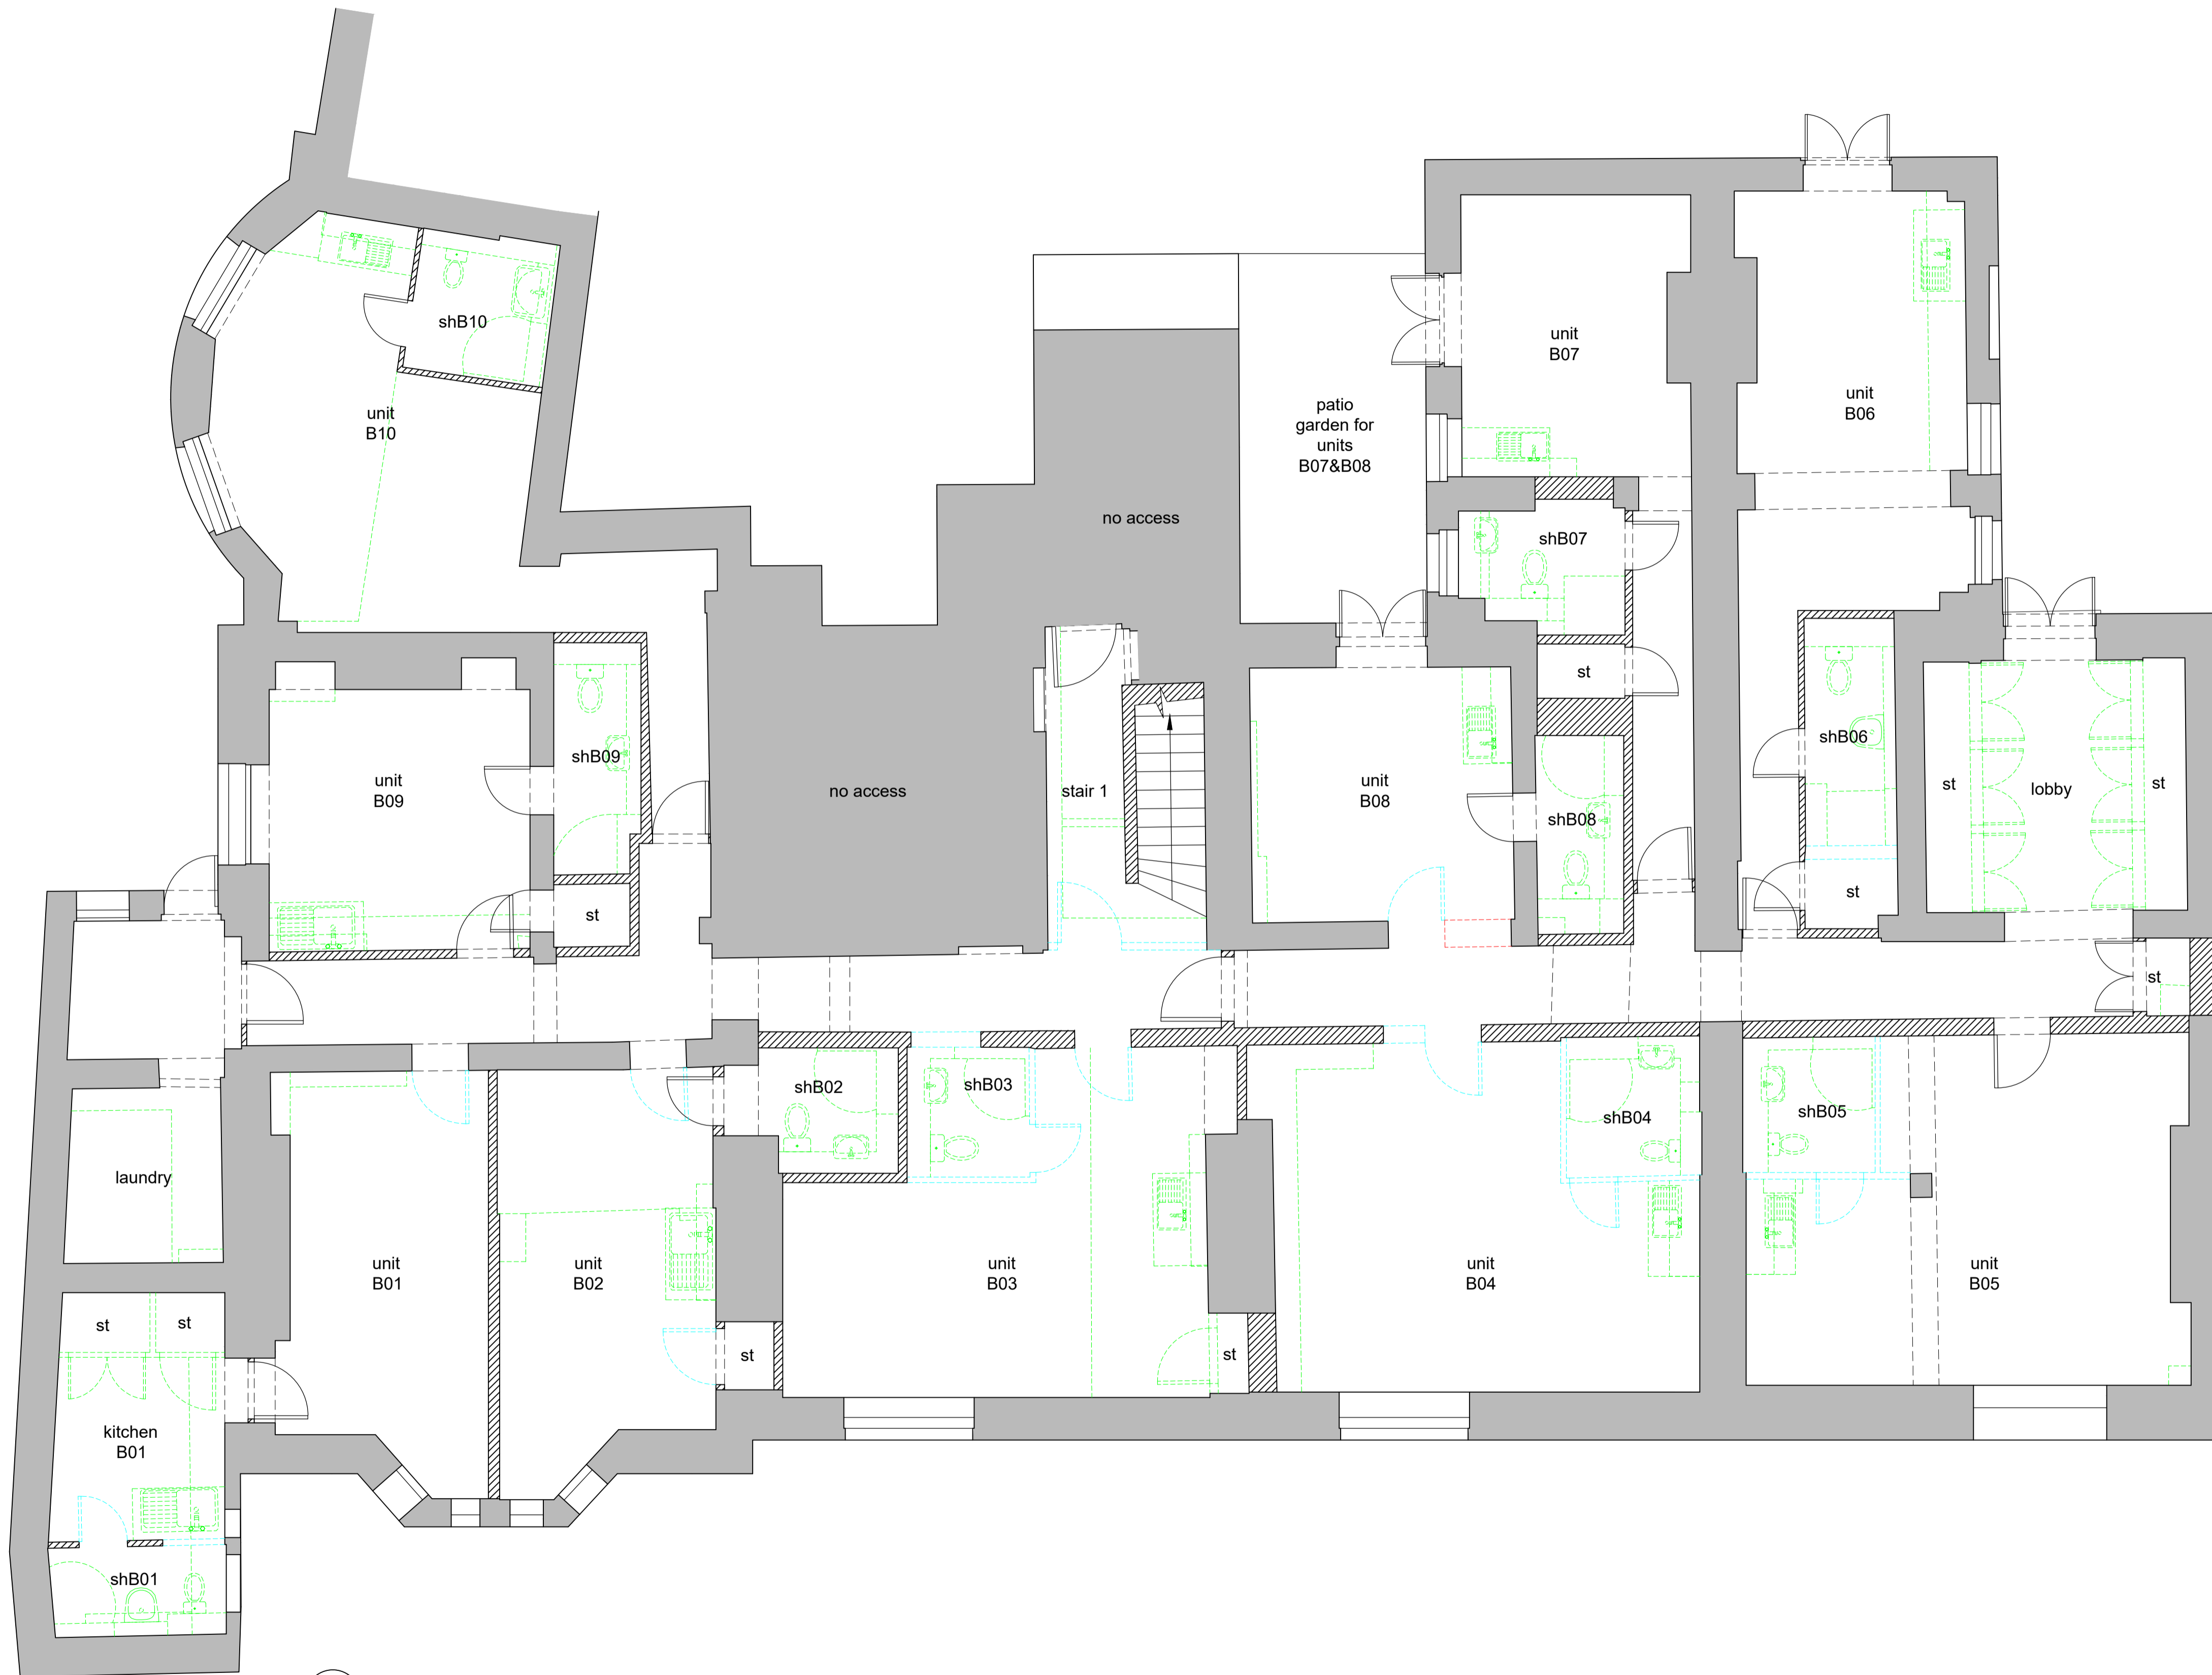 shB10
unit
B10
unit
B07
unit
B06
patio
garden for
units
B07&B08
no access
shB07
st
shB09
unit
B09
no access
stair 1
unit
B08
shB08
shB06
st
lobby
st
st
st
st
shB02
shB03
shB04
shB05
laundry
unit
B01
unit
B02
unit
B03
unit
B04
unit
B05
st
st
st
st
kitchen
B01
shB01